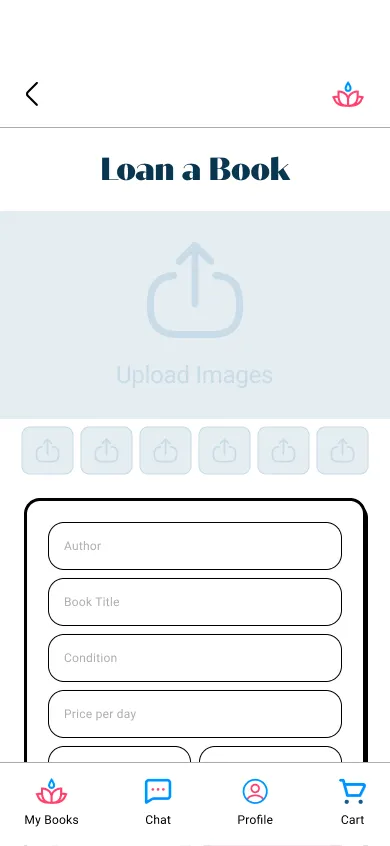 Loan a Book
Upload Images
Author
Book Title
Condition
Price per day
My Books
Chat
Profile
Cart